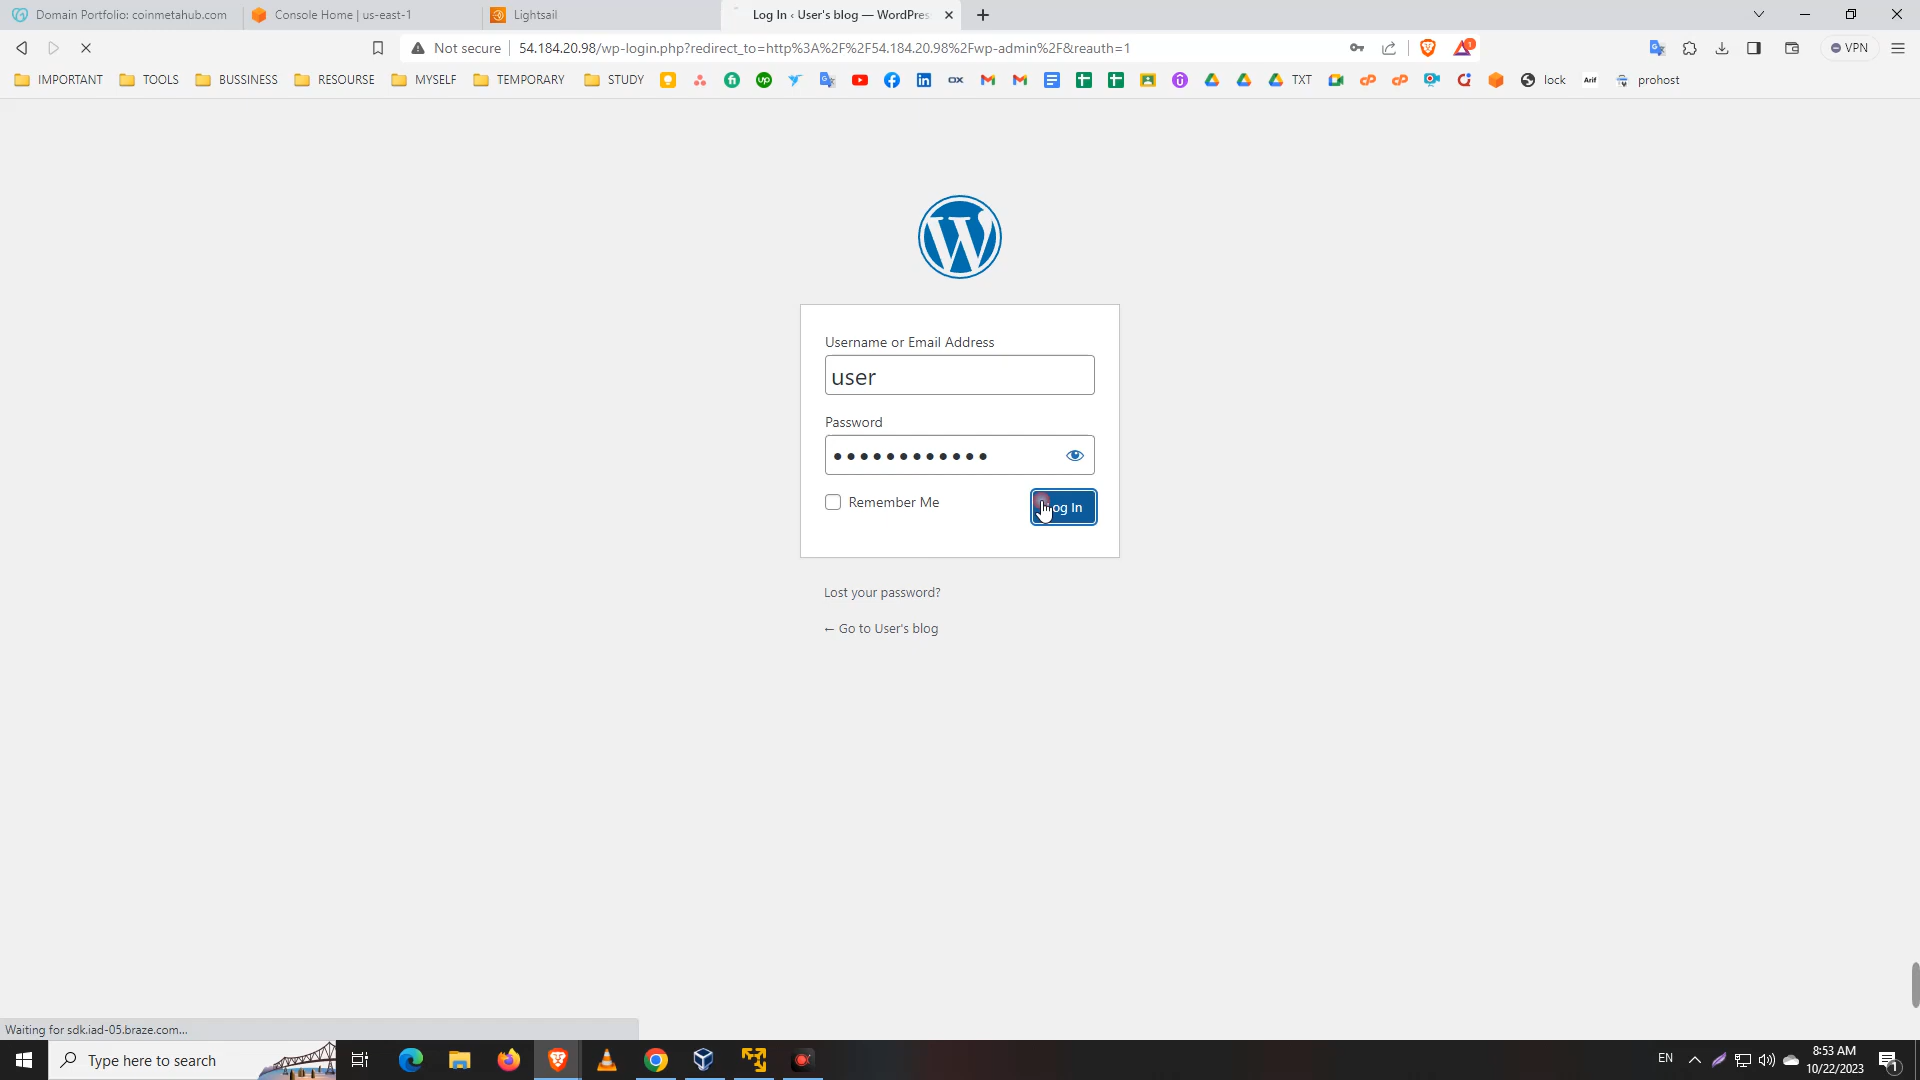 Domain Portfolio: coinmetahub.com
Console Home | us-east-1
Lightsail
Log In ‹ User's blog — WordPres
Not secure
54.184.20.98/wp-login.php?redirect_to=http%3A%2F%2F54.184.20.98%2Fwp-admin%2F&reauth=1
VPN
IMPORTANT
TOOLS
BUSSINESS
RESOURSE
MYSELF
TEMPORARY
STUDY
TXT
lock
Arif
prohost
Username or Email Address
user
Password
Remember Me
Log In
Lost your password?
← Go to User's blog
Waiting for sdk.iad-05.braze.com...
Type here to search
EN
8:53 AM
10/22/2023
1